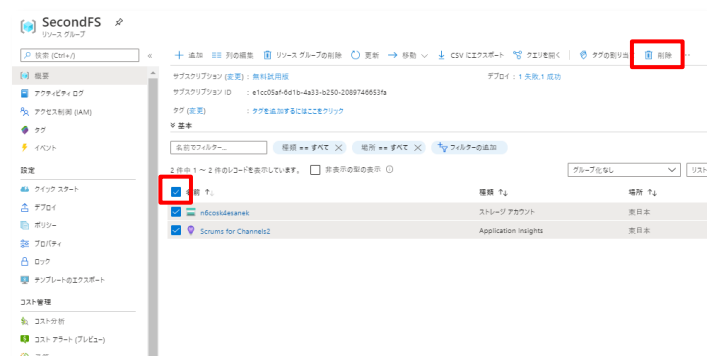 SecondFS
リソース グループ
検索 (Ctrl+/)
«
追加 列の編集 リソース グループの削除 更新 移動 CSV にエクスポート クエリを開く タグの割り当 削除 ...
概要
アクティビティ ログ
アクセス制御 (IAM)
タグ
イベント
設定
クイック スタート
デプロイ
ポリシー
プロパティ
ロック
テンプレートのエクスポート
コスト管理
コスト分析
コスト アラート (プレビュー)
サブスクリプション (変更) : 無料試用版
デプロイ : 1 失敗,1 成功
サブスクリプション ID : e1cc05af-6d1b-4a33-b250-2089746653fa
タグ (変更) : タグを追加するにはここをクリック
基本
名前でフィルター... 種類 == すべて × 場所 == すべて × フィルターの追加
2 件中 1 ～ 2 件のレコードを表示しています。 非表示の型の表示
グループ化なし リスト
名前 ↑↓ 種類 ↑↓ 場所 ↑↓
n6cosk4esanek ストレージ アカウント 東日本
Scrums for Channels2 Application Insights 東日本